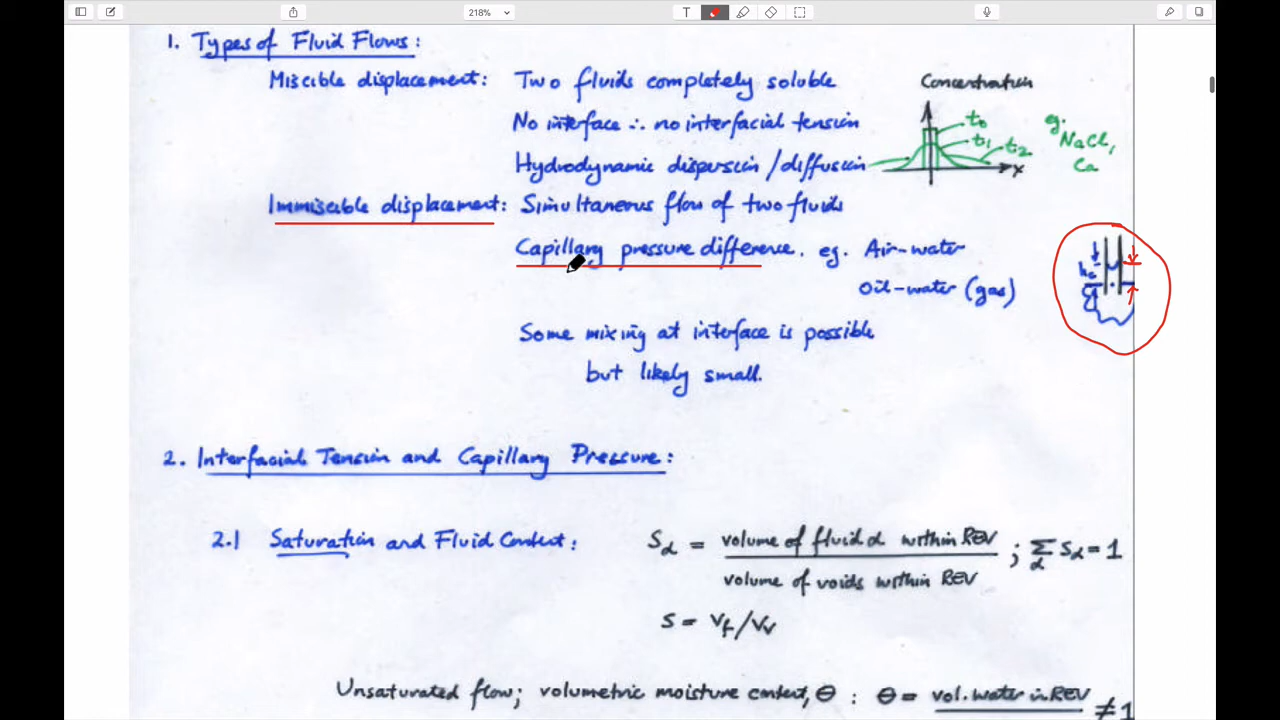 218%
T
1. Types of Fluid Flows:
Miscible displacement: Two fluids completely soluble
Concentration
No interface ∴ no interfacial tension
t0
t1
t2
eg. NaCl,
Ca
x
Hydrodynamic dispersion / diffusion
Immiscible displacement: Simultaneous flow of two fluids
Capillary pressure difference. eg. Air-water
hc
Oil-water (gas)
Some mixing at interface is possible
but likely small.
2. Interfacial Tension and Capillary Pressure:
2.1 Saturation and Fluid Content: Sα = volume of fluid α within REV / volume of voids within REV ; Σα Sα = 1
S = Vf/Vv
Unsaturated flow; volumetric moisture content, θ : θ = vol. water in REV ≠ 1